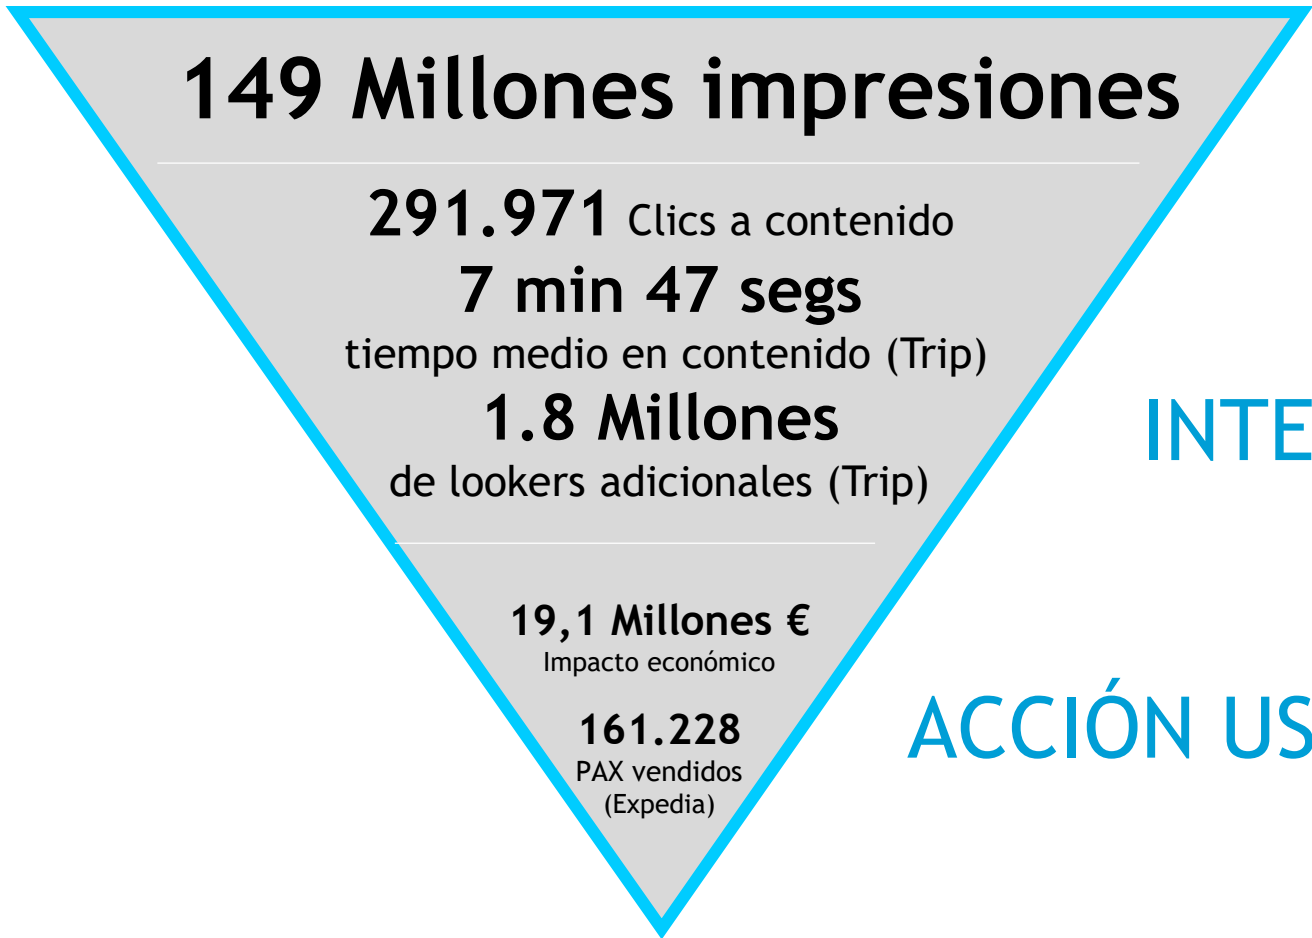 149 Millones impresiones
291.971 Clics a contenido
7 min 47 segs
tiempo medio en contenido (Trip)
1.8 Millones
de lookers adicionales (Trip)
INTE
19,1 Millones €
Impacto económico
161.228
PAX vendidos
(Expedia)
ACCIÓN US